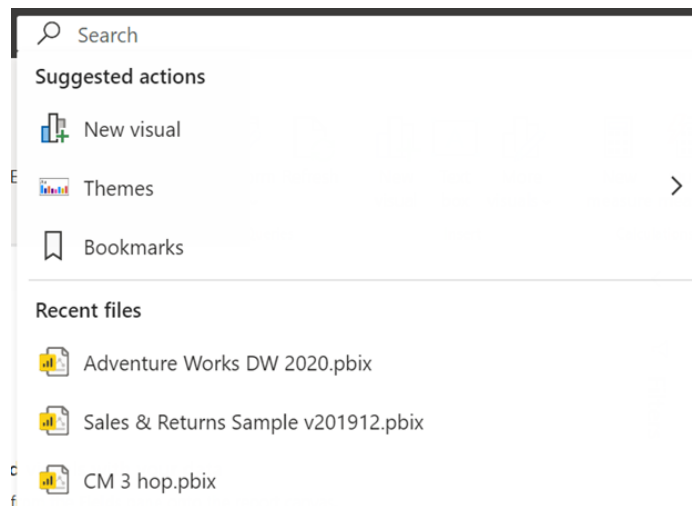 Search
Suggested actions
New visual
Themes
Bookmarks
Recent files
Adventure Works DW 2020.pbix
Sales & Returns Sample v201912.pbix
CM 3 hop.pbix